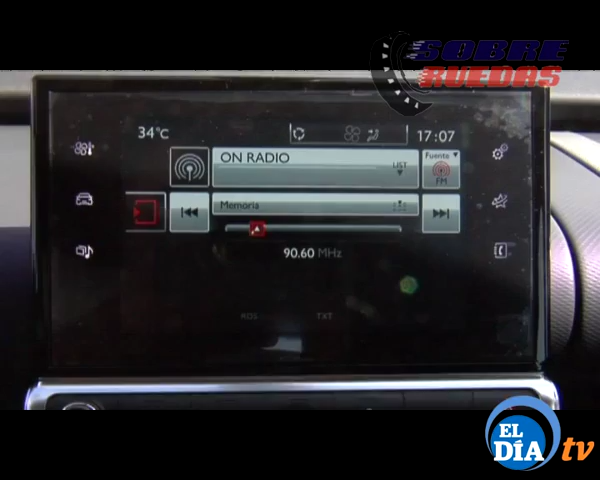 SOBRE
RUEDAS
34°C
17:07
ON RADIO
LIST
Fuente
FM
Memoria
90.60 MHz
RDS TXT
EL DÍA tv